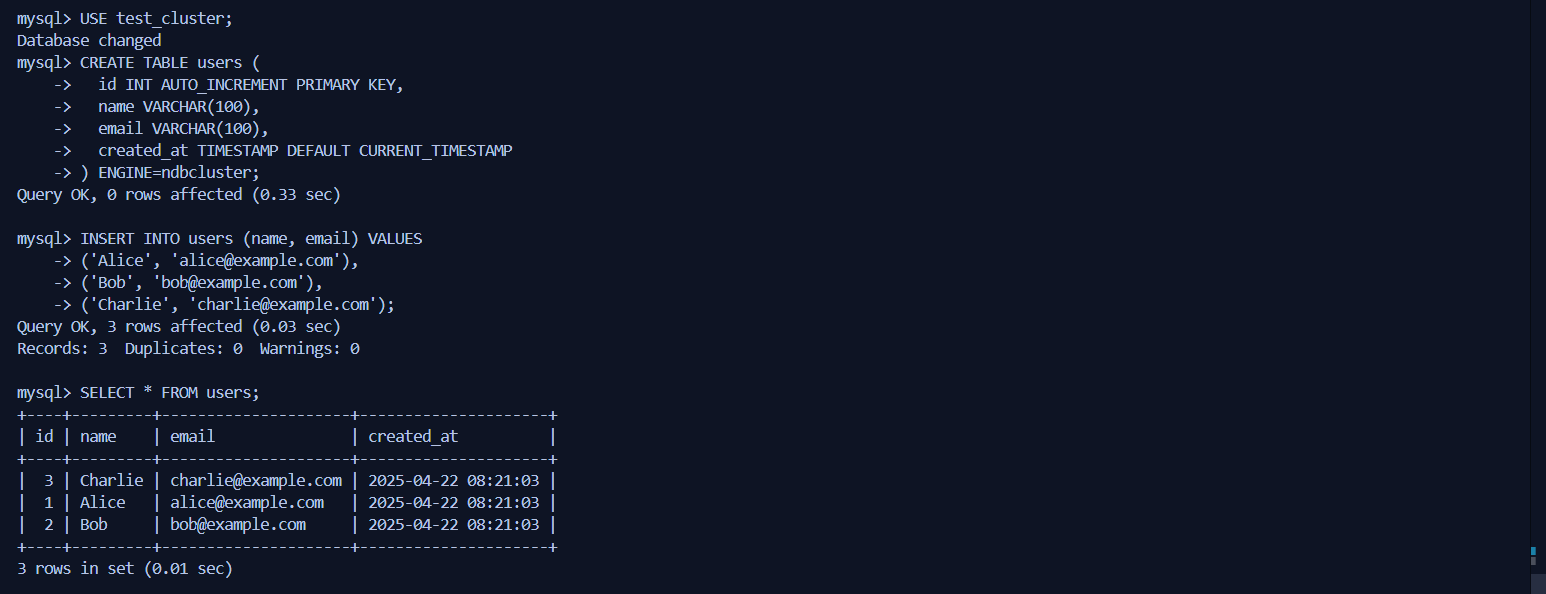 mysql> USE test_cluster;
Database changed
mysql> CREATE TABLE users (
    ->   id INT AUTO_INCREMENT PRIMARY KEY,
    ->   name VARCHAR(100),
    ->   email VARCHAR(100),
    ->   created_at TIMESTAMP DEFAULT CURRENT_TIMESTAMP
    -> ) ENGINE=ndbcluster;
Query OK, 0 rows affected (0.33 sec)

mysql> INSERT INTO users (name, email) VALUES
    -> ('Alice', 'alice@example.com'),
    -> ('Bob', 'bob@example.com'),
    -> ('Charlie', 'charlie@example.com');
Query OK, 3 rows affected (0.03 sec)
Records: 3  Duplicates: 0  Warnings: 0

mysql> SELECT * FROM users;
+----+---------+---------------------+---------------------+
| id | name    | email               | created_at          |
+----+---------+---------------------+---------------------+
|  3 | Charlie | charlie@example.com | 2025-04-22 08:21:03 |
|  1 | Alice   | alice@example.com   | 2025-04-22 08:21:03 |
|  2 | Bob     | bob@example.com     | 2025-04-22 08:21:03 |
+----+---------+---------------------+---------------------+
3 rows in set (0.01 sec)